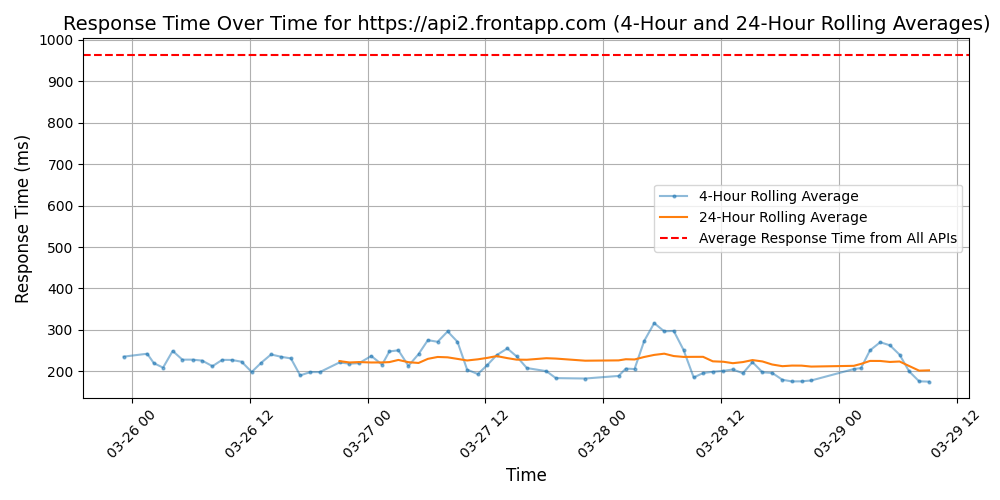 Response Time Over Time for https://api2.frontapp.com (4-Hour and 24-Hour Rolling Averages)
Response Time (ms)
1000
900
800
700
600
500
400
300
200
4-Hour Rolling Average
24-Hour Rolling Average
Average Response Time from All APIs
03-26 00
03-26 12
03-27 00
03-27 12
03-28 00
03-28 12
03-29 00
03-29 12
Time